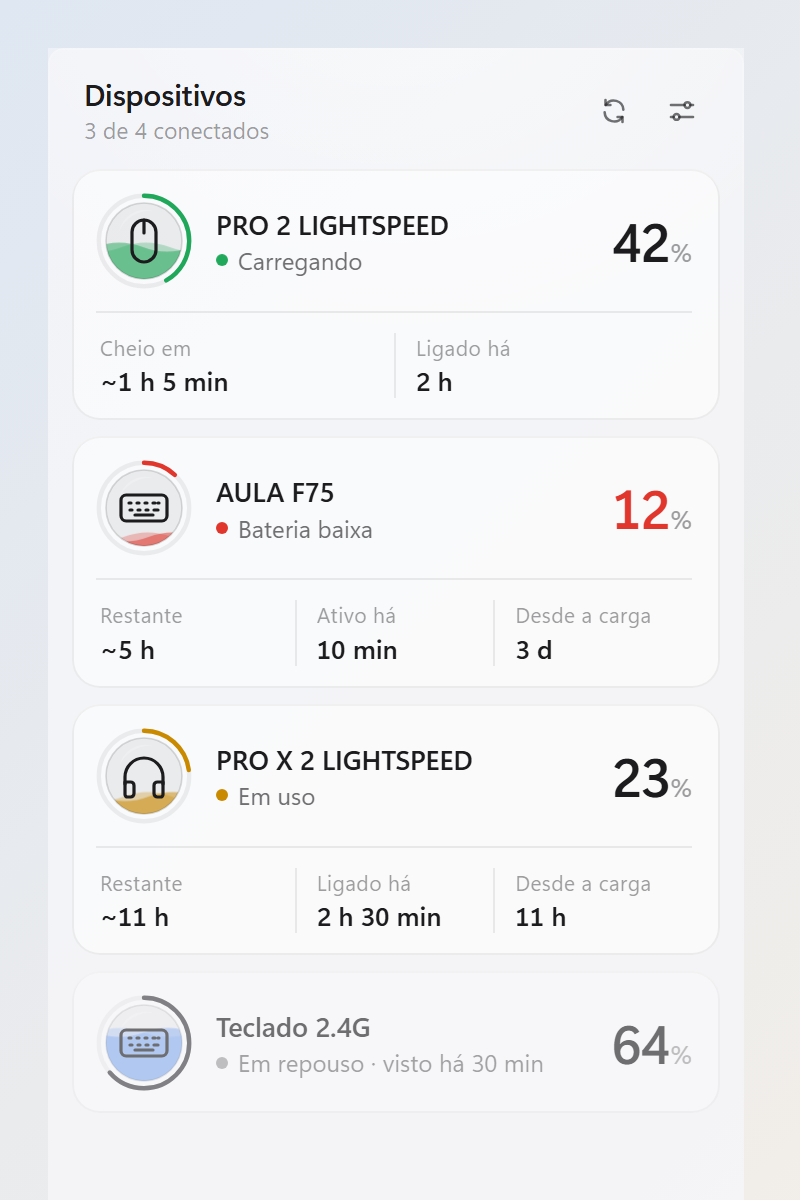 Dispositivos
3 de 4 conectados
PRO 2 LIGHTSPEED
Carregando
42%
Cheio em
~1 h 5 min
Ligado há
2 h
AULA F75
Bateria baixa
12%
Restante
~5 h
Ativo há
10 min
Desde a carga
3 d
PRO X 2 LIGHTSPEED
Em uso
23%
Restante
~11 h
Ligado há
2 h 30 min
Desde a carga
11 h
Teclado 2.4G
Em repouso · visto há 30 min
64%